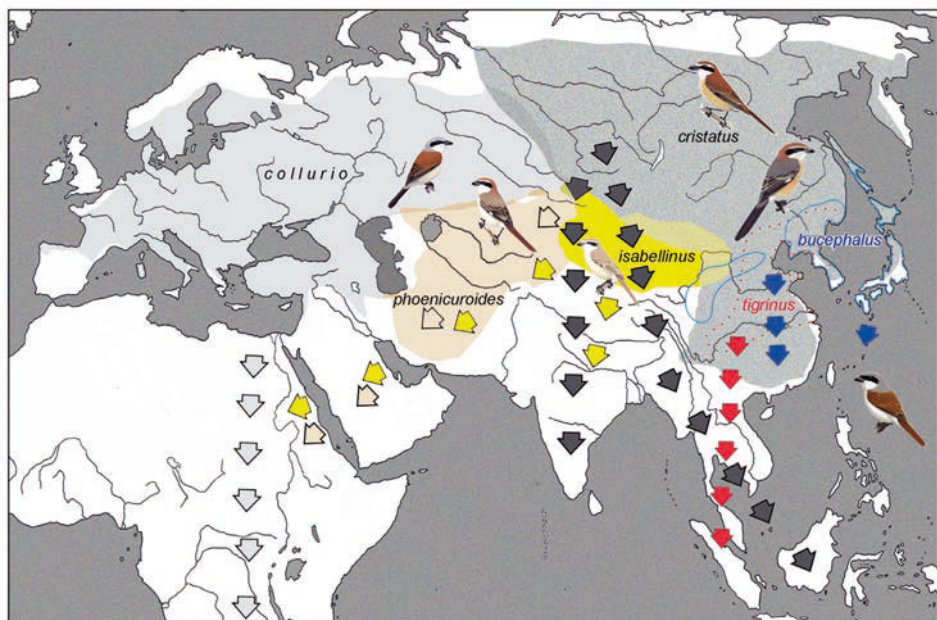 cristatus
collurio
bucephalus
isabellinus
phoenicuroides
tigrinus